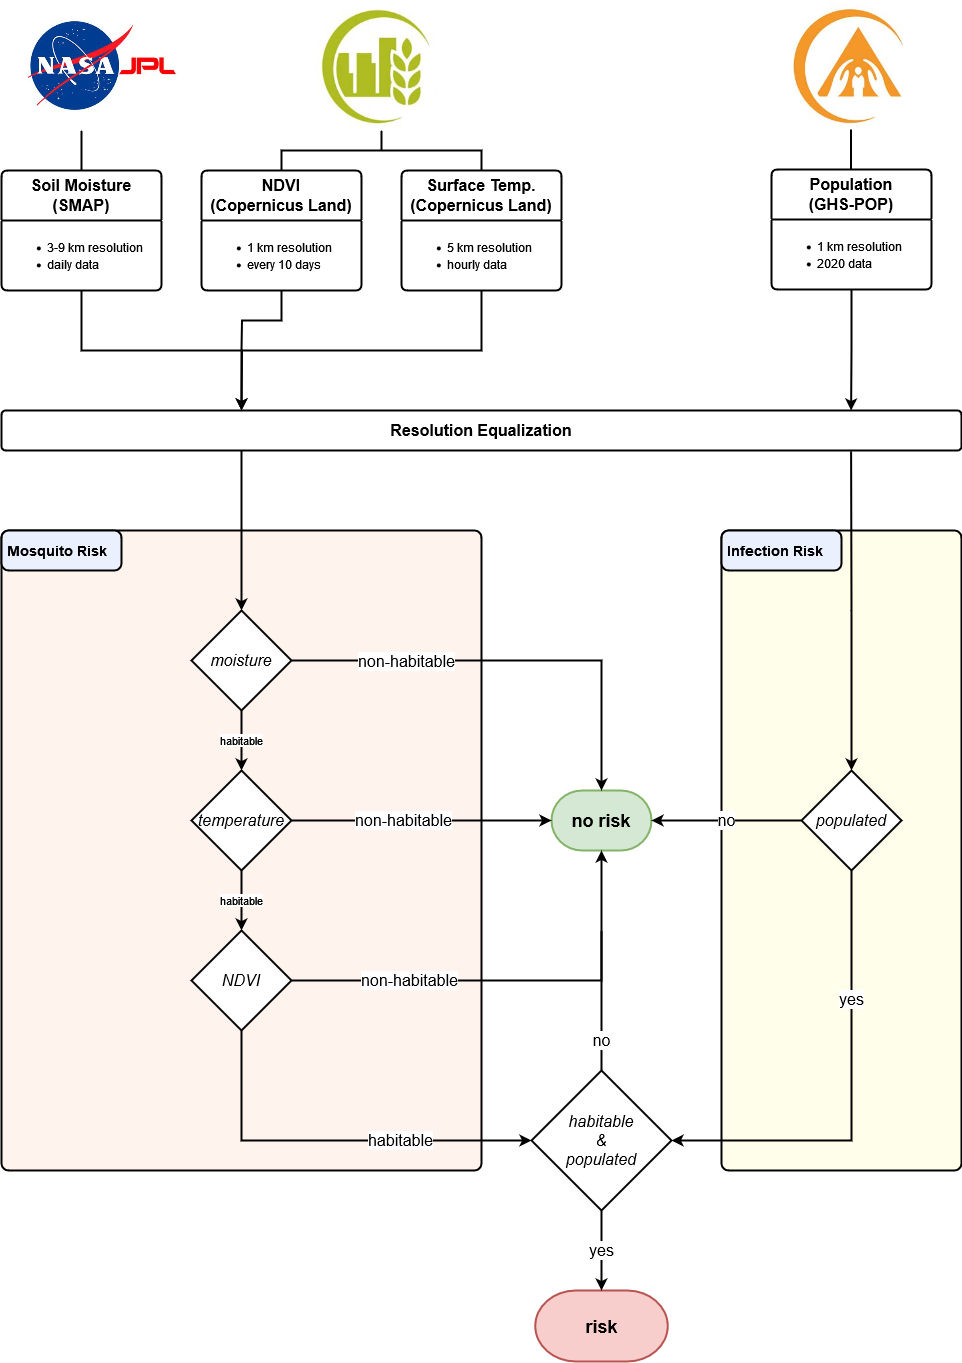 NASA
JPL
Soil Moisture
(SMAP)
• 3-9 km resolution
• daily data
NDVI
(Copernicus Land)
• 1 km resolution
• every 10 days
Surface Temp.
(Copernicus Land)
• 5 km resolution
• hourly data
Population
(GHS-POP)
• 1 km resolution
• 2020 data
Resolution Equalization
Mosquito Risk
Infection Risk
moisture
non-habitable
habitable
temperature
non-habitable
no risk
no
populated
habitable
NDVI
non-habitable
yes
no
habitable
habitable
&
populated
yes
risk